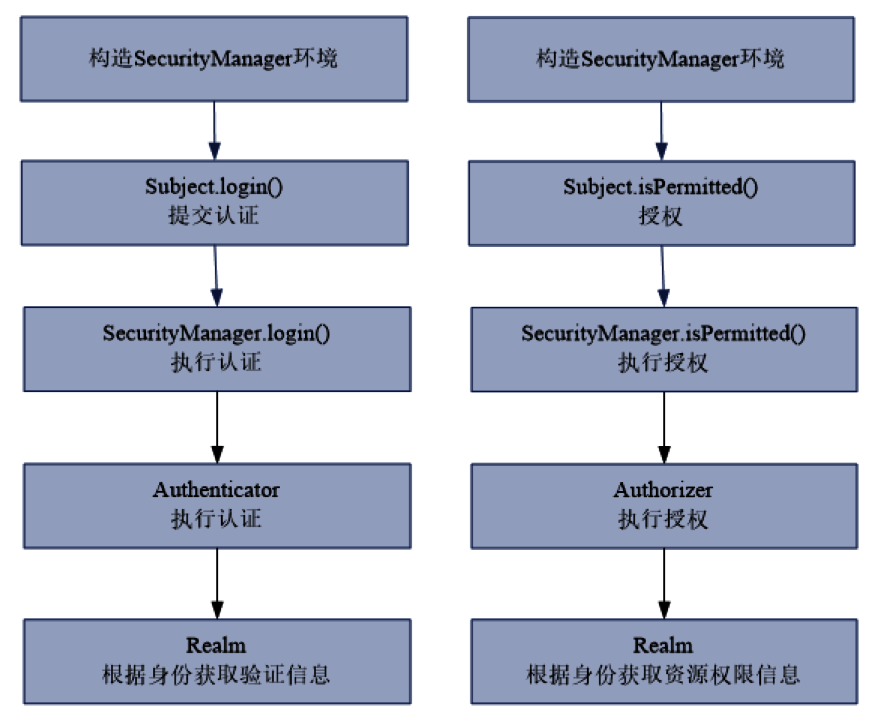 构造SecurityManager环境
Subject.login()
提交认证
SecurityManager.login()
执行认证
Authenticator
执行认证
Realm
根据身份获取验证信息
构造SecurityManager环境
Subject.isPermitted()
授权
SecurityManager.isPermitted()
执行授权
Authorizer
执行授权
Realm
根据身份获取资源权限信息